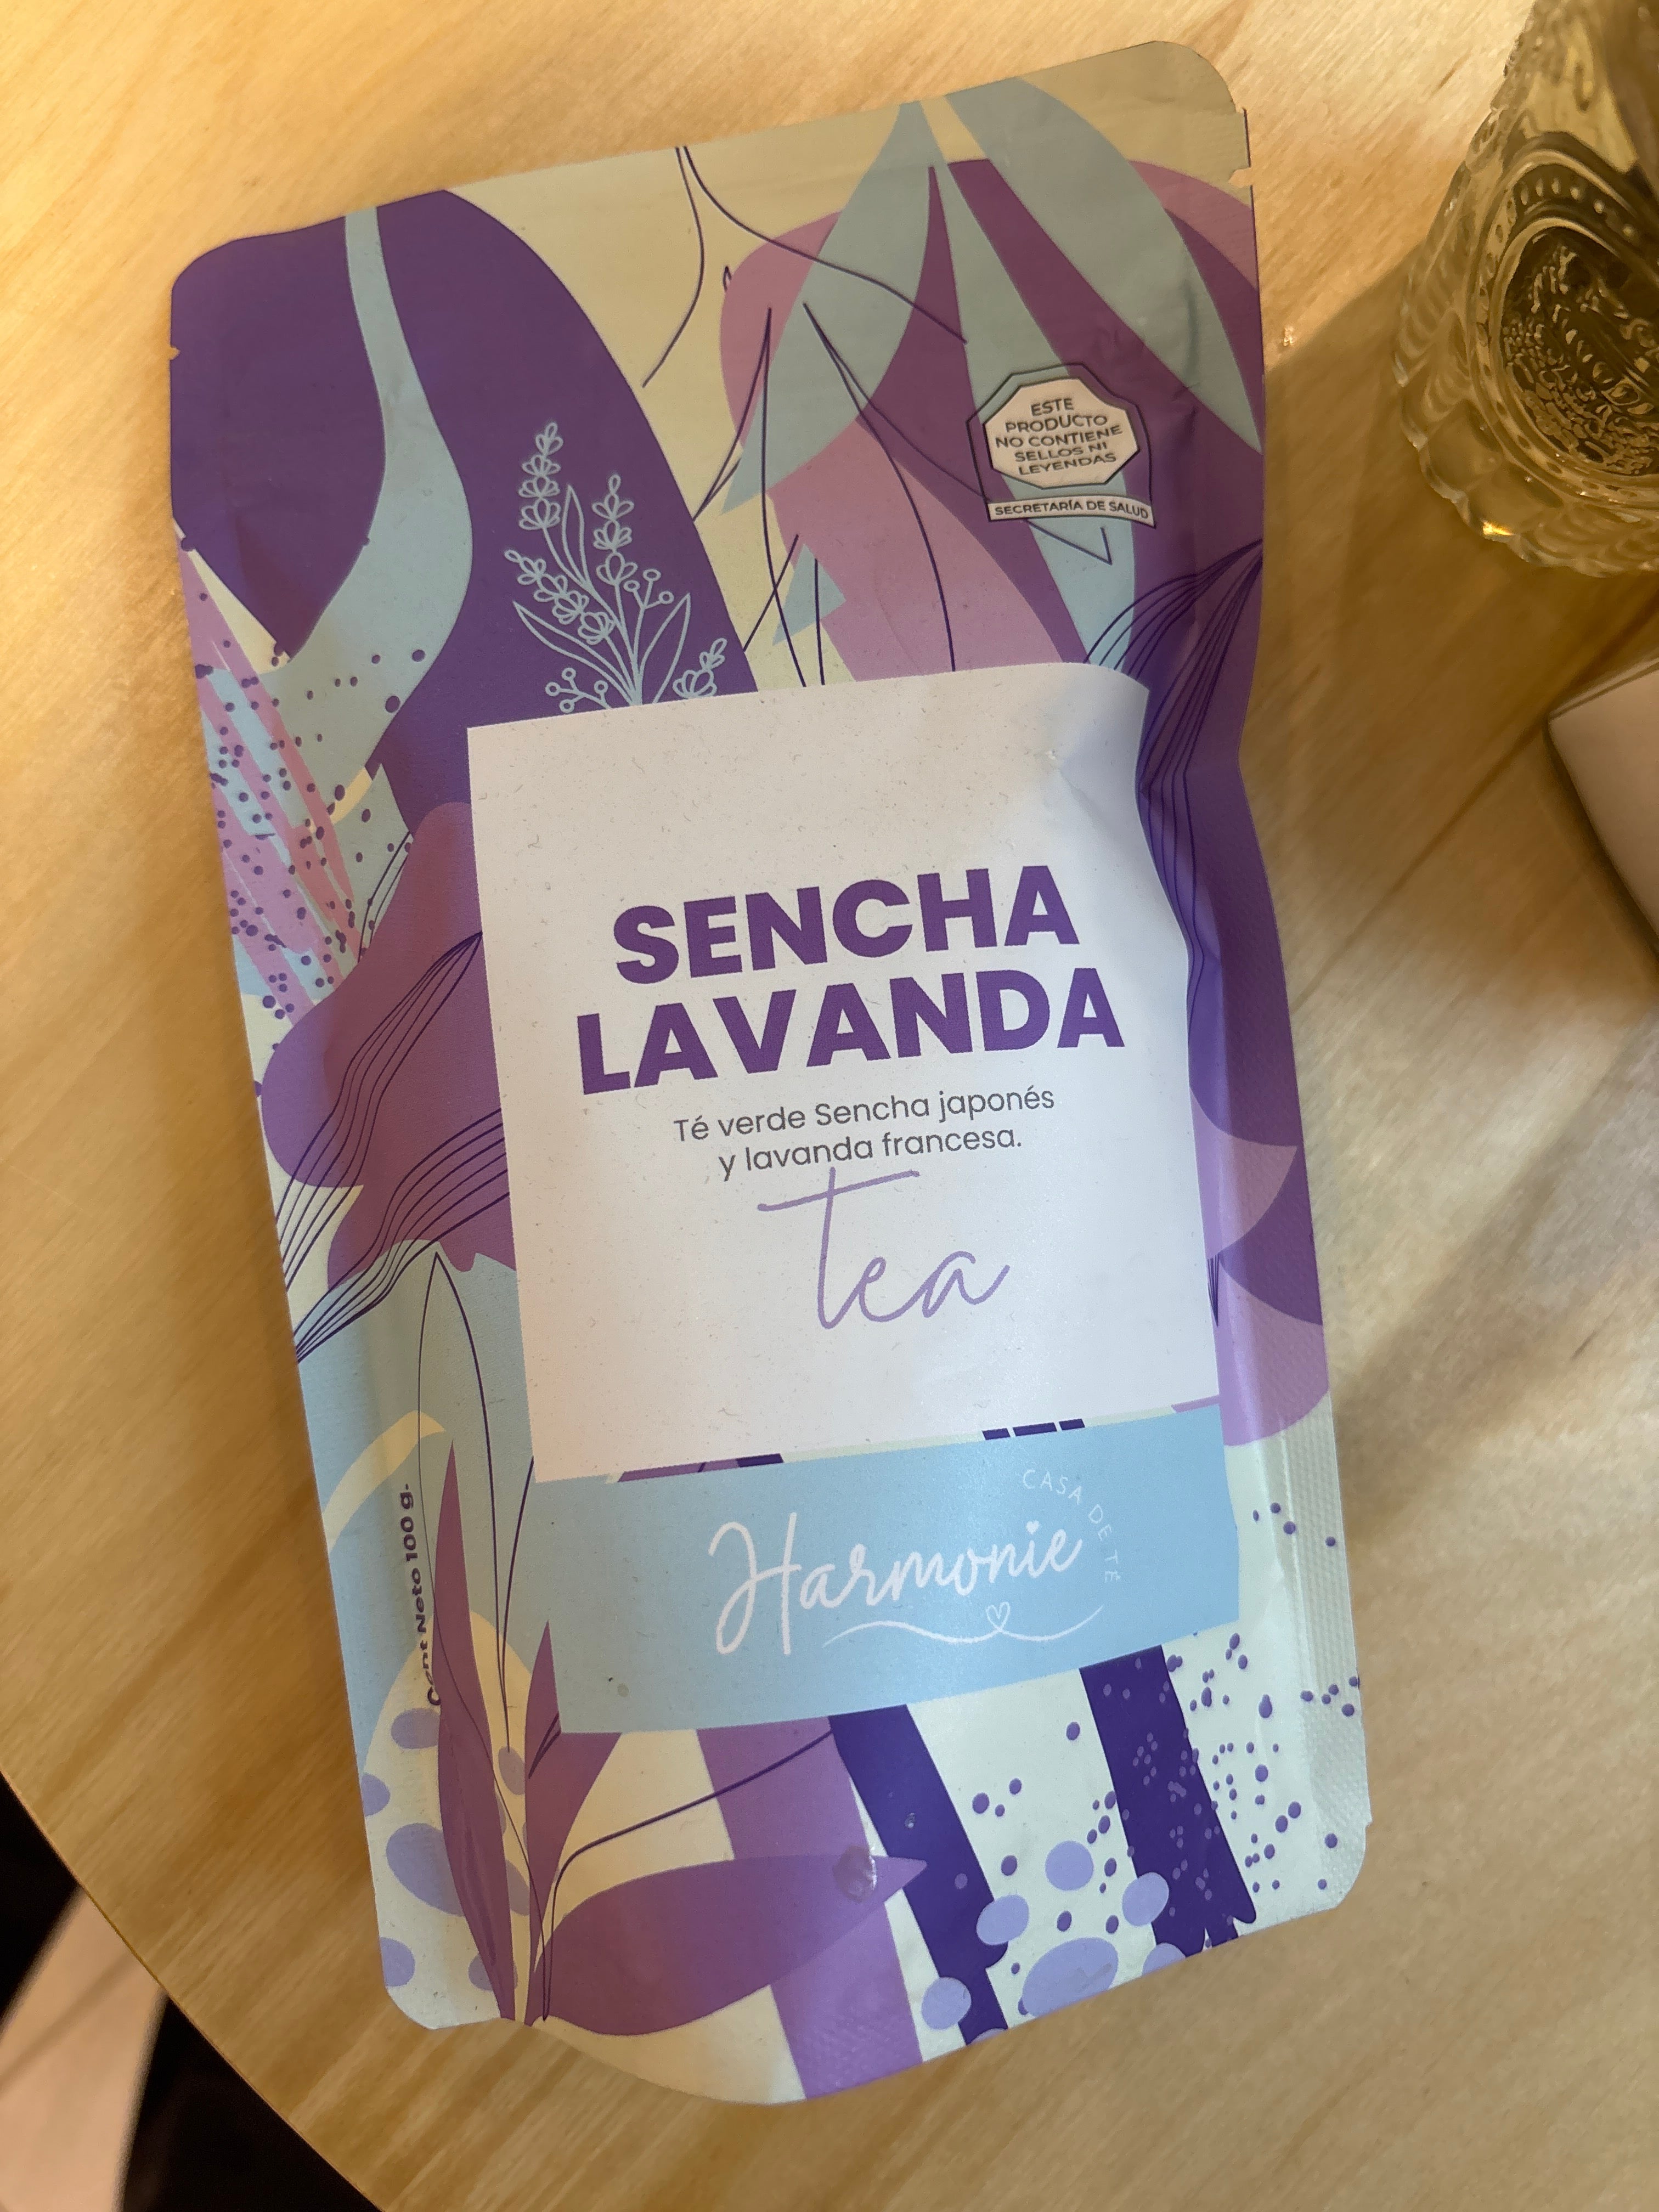 ESTE
PRODUCTO
NO CONTIENE
SELLOS NI
LEYENDAS
SECRETARÍA DE SALUD
SENCHA
LAVANDA
Té verde Sencha japonés
y lavanda francesa.
tea
Harmonie
CASA DE TÉ
Cont Neto 100 g.